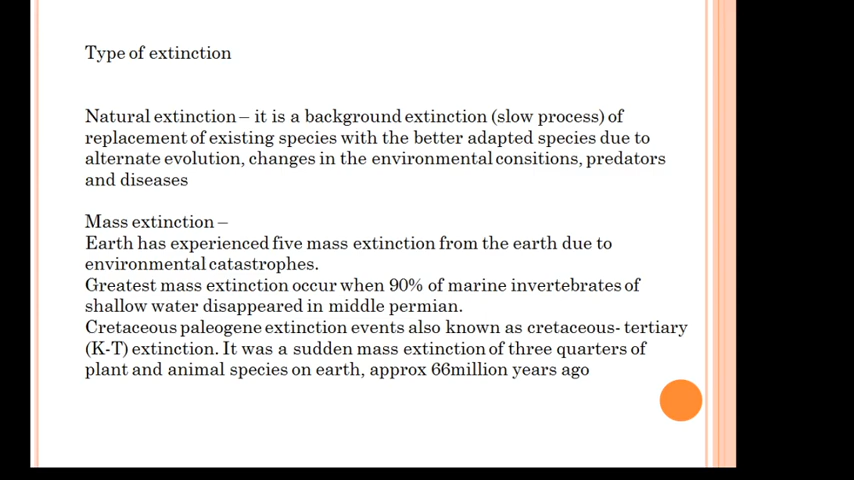 Type of extinction
Natural extinction – it is a background extinction (slow process) of
replacement of existing species with the better adapted species due to
alternate evolution, changes in the environmental consitions, predators
and diseases
Mass extinction –
Earth has experienced five mass extinction from the earth due to
environmental catastrophes.
Greatest mass extinction occur when 90% of marine invertebrates of
shallow water disappeared in middle permian.
Cretaceous paleogene extinction events also known as cretaceous- tertiary
(K-T) extinction. It was a sudden mass extinction of three quarters of
plant and animal species on earth, approx 66million years ago